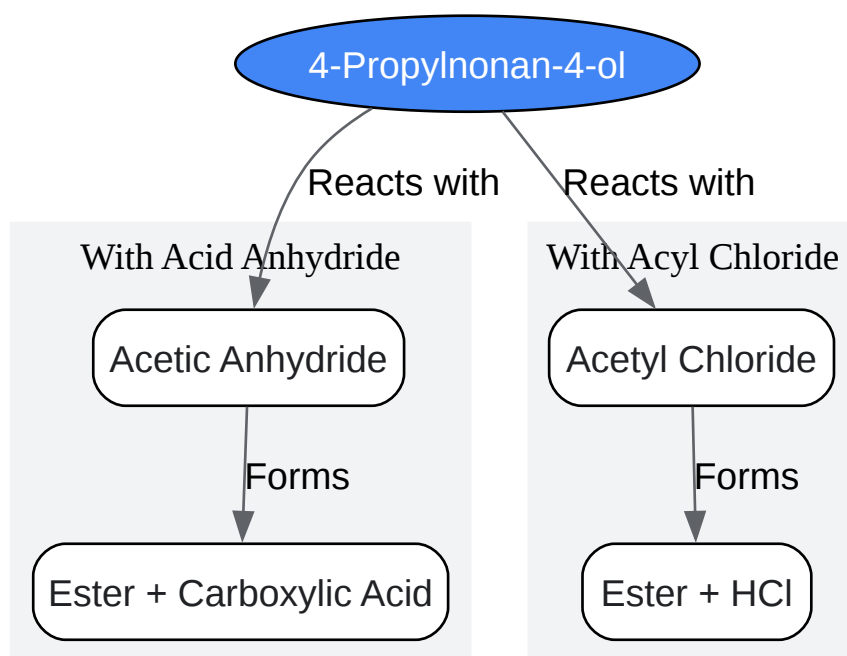 4-Propylnonan-4-ol
Reacts with
Reacts with
With Acid Anhydride
With Acyl Chloride
Acetic Anhydride
Acetyl Chloride
Forms
Forms
Ester + Carboxylic Acid
Ester + HCl